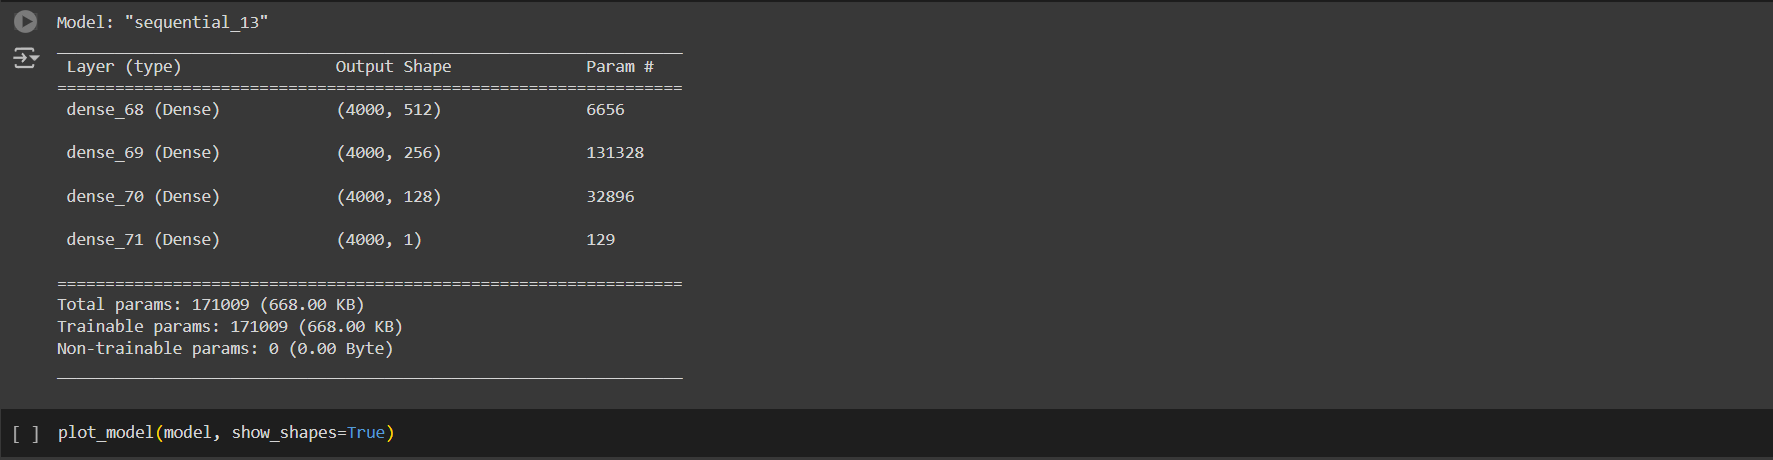 Model: "sequential_13"
_________________________________________________________________
Layer (type)                Output Shape              Param #
=================================================================
dense_68 (Dense)            (4000, 512)               6656
dense_69 (Dense)            (4000, 256)               131328
dense_70 (Dense)            (4000, 128)               32896
dense_71 (Dense)            (4000, 1)                 129
=================================================================
Total params: 171009 (668.00 KB)
Trainable params: 171009 (668.00 KB)
Non-trainable params: 0 (0.00 Byte)
_________________________________________________________________
[ ] plot_model(model, show_shapes=True)